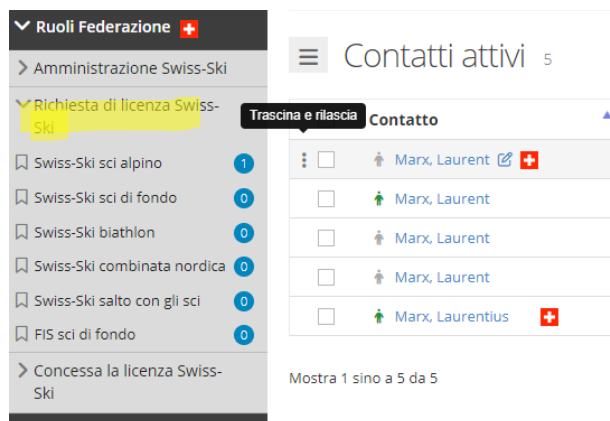 Ruoli Federazione
Amministrazione Swiss-Ski
Richiesta di licenza Swiss-
Ski
Swiss-Ski sci alpino 1
Swiss-Ski sci di fondo 0
Swiss-Ski biathlon 0
Swiss-Ski combinata nordica 0
Swiss-Ski salto con gli sci 0
FIS sci di fondo 0
Concessa la licenza Swiss-
Ski
Contatti attivi 5
Trascina e rilascia
Contatto
Marx, Laurent
Marx, Laurent
Marx, Laurent
Marx, Laurent
Marx, Laurentius
Mostra 1 sino a 5 da 5